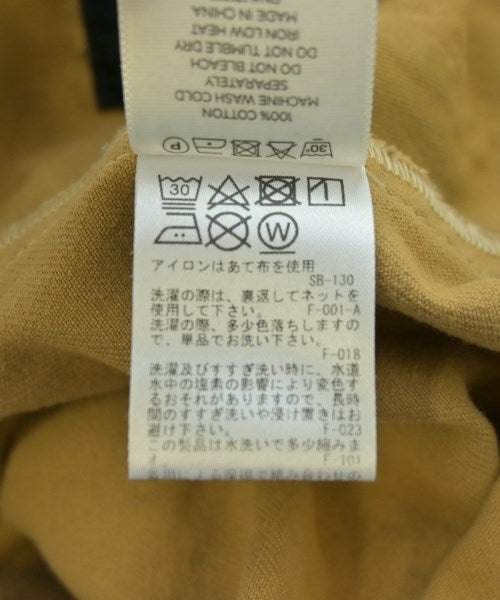 100% COTTON
MACHINE WASH COLD
SEPARATELY
DO NOT BLEACH
DO NOT TUMBLE DRY
IRON LOW HEAT
MADE IN CHINA
30°
P
30
W
アイロンはあて布を使用
SB-130
洗濯の際は、裏返してネットを
使用して下さい。 F-001-A
洗濯の際、多少色落ちしますの
で、単品でお洗い下さい。
F-018
洗濯及びすすぎ洗い時に、水道
水中の塩素の影響により変色す
るおそれがありますので、長時
間のすすぎ洗いや浸け置きはお
避け下さい。 F-023
この製品は水洗いで多少縮みま
す。 F-101